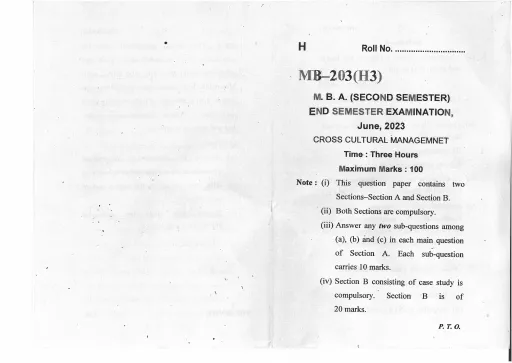 H Roll No. ..............................
MB–203(H3)
M. B. A. (SECOND SEMESTER)
END SEMESTER EXAMINATION,
June, 2023
CROSS CULTURAL MANAGEMNET
Time : Three Hours
Maximum Marks : 100
Note : (i) This question paper contains two
Sections–Section A and Section B.
(ii) Both Sections are compulsory.
(iii) Answer any two sub-questions among
(a), (b) and (c) in each main question
of Section A. Each sub-question
carries 10 marks.
(iv) Section B consisting of case study is
compulsory. Section B is of
20 marks.
P. T. O.